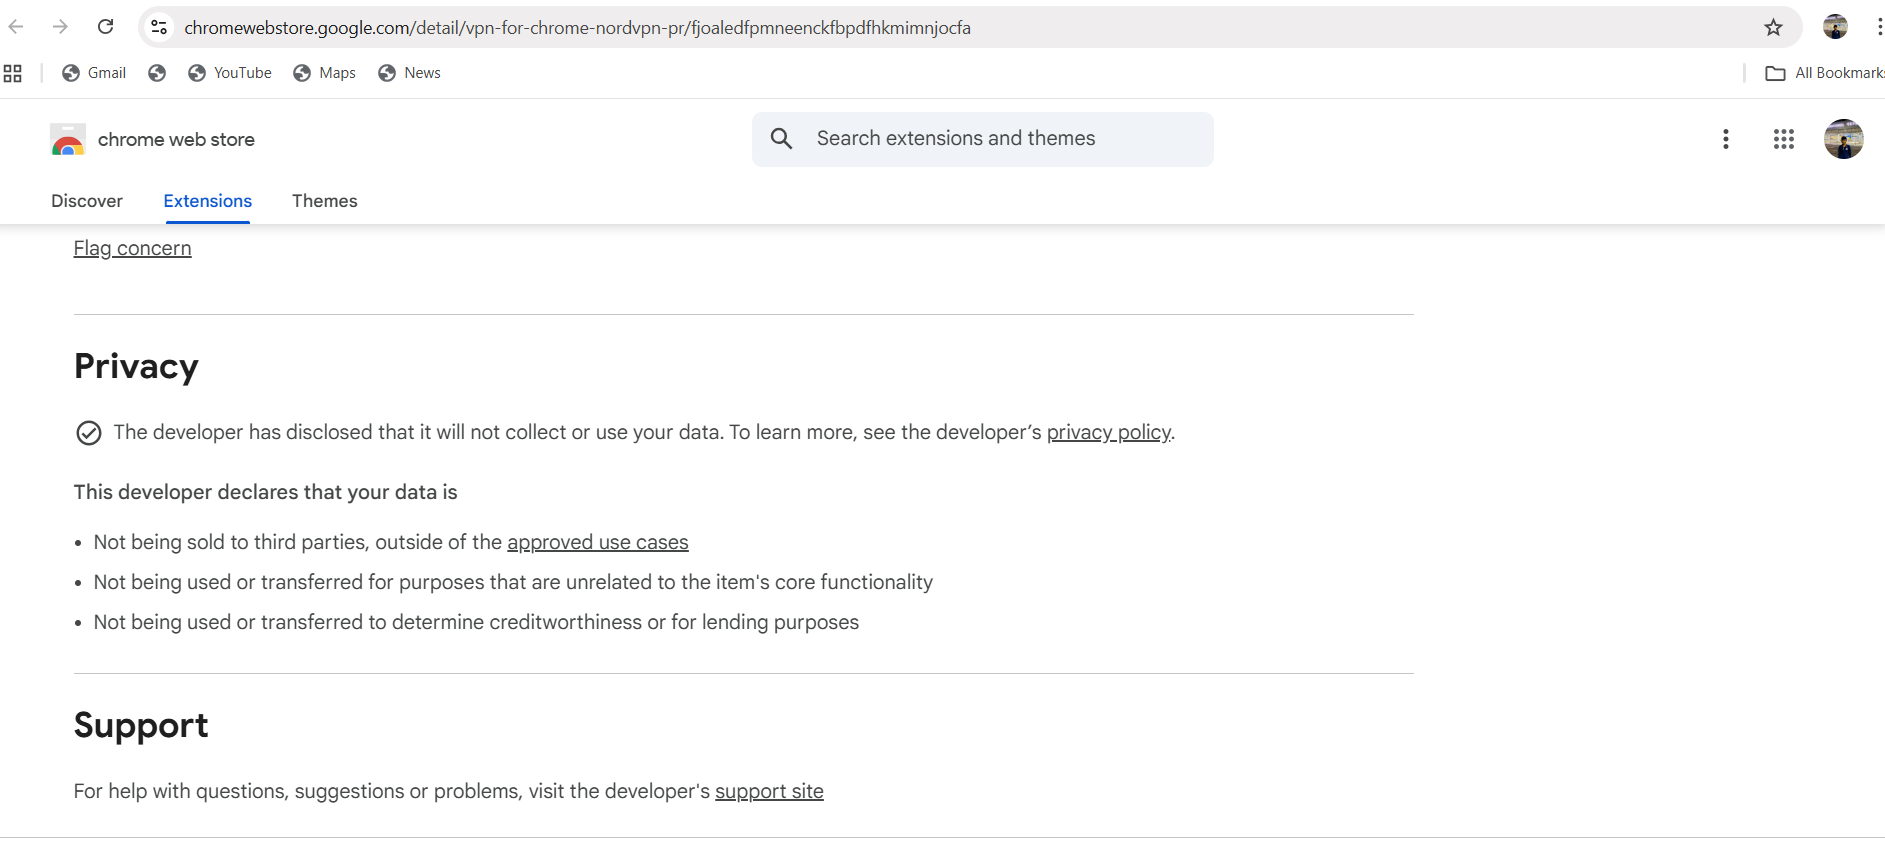 chromewebstore.google.com/detail/vpn-for-chrome-nordvpn-pr/fjoaledfpmneenckfbpdfhkmimnjocfa
Gmail YouTube Maps News All Bookmarks
chrome web store Search extensions and themes
Discover Extensions Themes
Flag concern
Privacy
The developer has disclosed that it will not collect or use your data. To learn more, see the developer’s privacy policy.
This developer declares that your data is
• Not being sold to third parties, outside of the approved use cases
• Not being used or transferred for purposes that are unrelated to the item's core functionality
• Not being used or transferred to determine creditworthiness or for lending purposes
Support
For help with questions, suggestions or problems, visit the developer's support site